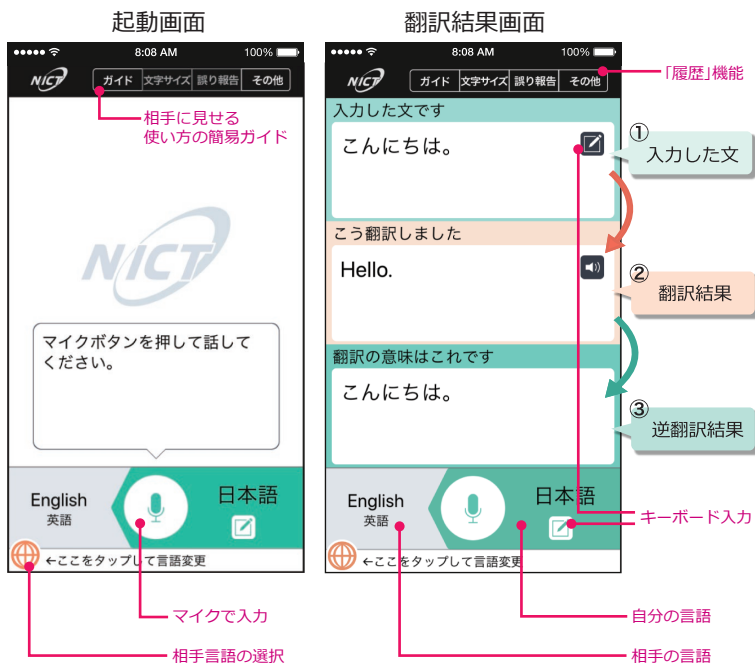 起動画面
8:08 AM
100%
NICT
ガイド
文字サイズ
誤り報告
その他
相手に見せる
使い方の簡易ガイド
NICT
マイクボタンを押して話して
ください。
English
英語
日本語
←ここをタップして言語変更
マイクで入力
相手言語の選択
翻訳結果画面
8:08 AM
100%
NICT
ガイド
文字サイズ
誤り報告
その他
「履歴」機能
入力した文です
こんにちは。
①
入力した文
こう翻訳しました
Hello.
②
翻訳結果
翻訳の意味はこれです
こんにちは。
③
逆翻訳結果
English
英語
日本語
キーボード入力
←ここをタップして言語変更
自分の言語
相手の言語